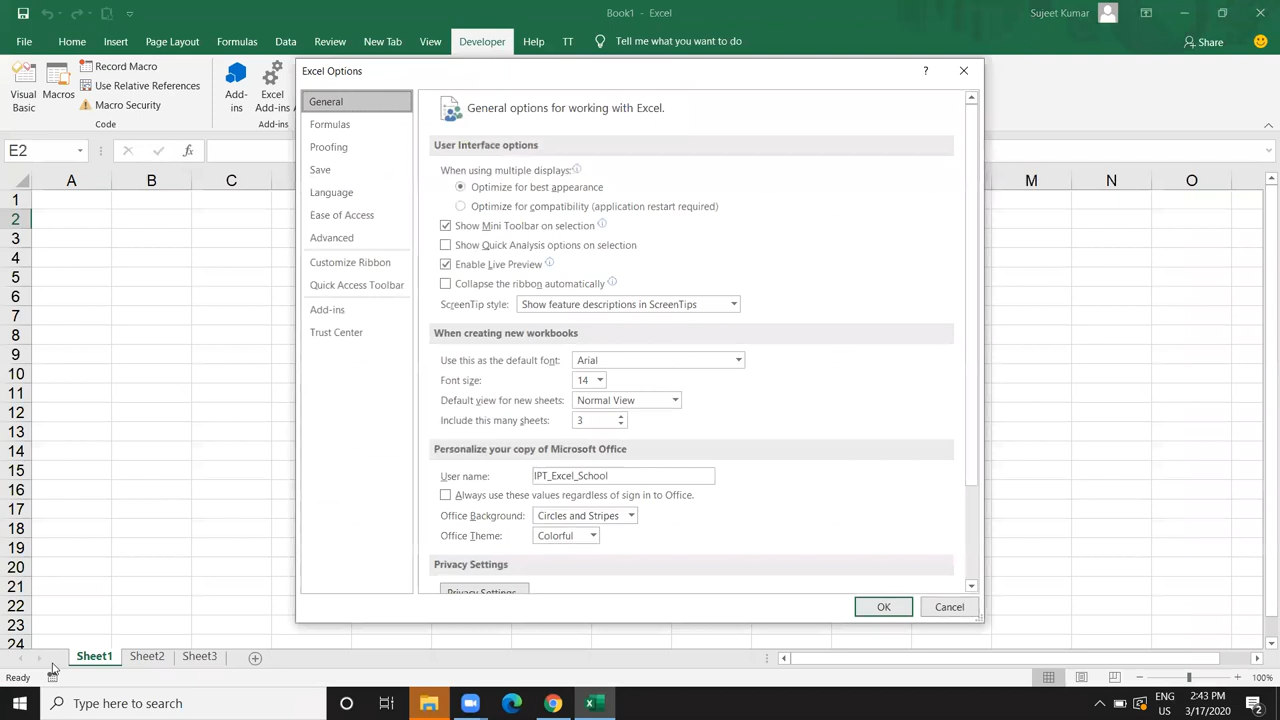 Book1 - Excel
Sujeet Kumar
File Home Insert Page Layout Formulas Data Review New Tab View Developer Help TT Tell me what you want to do Share
Visual Basic
Macros
Record Macro
Use Relative References
Macro Security
Code
Add-ins
Excel Add-ins
Add-ins
E2
fx
A B C M N O
1
2
3
4
5
6
7
8
9
10
11
12
13
14
15
16
17
18
19
20
21
22
23
24
Excel Options
?
General
Formulas
Proofing
Save
Language
Ease of Access
Advanced
Customize Ribbon
Quick Access Toolbar
Add-ins
Trust Center
General options for working with Excel.
User Interface options
When using multiple displays:
Optimize for best appearance
Optimize for compatibility (application restart required)
Show Mini Toolbar on selection
Show Quick Analysis options on selection
Enable Live Preview
Collapse the ribbon automatically
ScreenTip style: Show feature descriptions in ScreenTips
When creating new workbooks
Use this as the default font: Arial
Font size: 14
Default view for new sheets: Normal View
Include this many sheets: 3
Personalize your copy of Microsoft Office
User name: IPT_Excel_School
Always use these values regardless of sign in to Office.
Office Background: Circles and Stripes
Office Theme: Colorful
Privacy Settings
Privacy Settings...
OK Cancel
Sheet1 Sheet2 Sheet3
Ready
100%
Type here to search
ENG
2:43 PM
3/17/2020
2